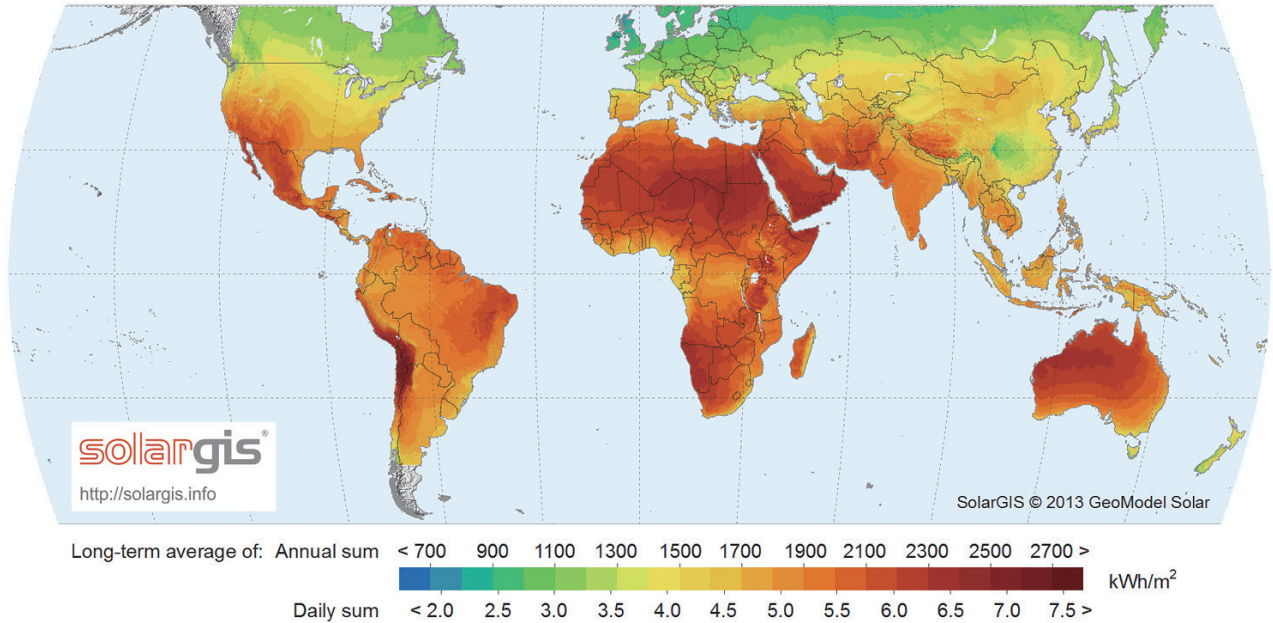 solargis®
http://solargis.info
SolarGIS © 2013 GeoModel Solar
Long-term average of: Annual sum < 700 900 1100 1300 1500 1700 1900 2100 2300 2500 2700 >
kWh/m²
Daily sum < 2.0 2.5 3.0 3.5 4.0 4.5 5.0 5.5 6.0 6.5 7.0 7.5 >